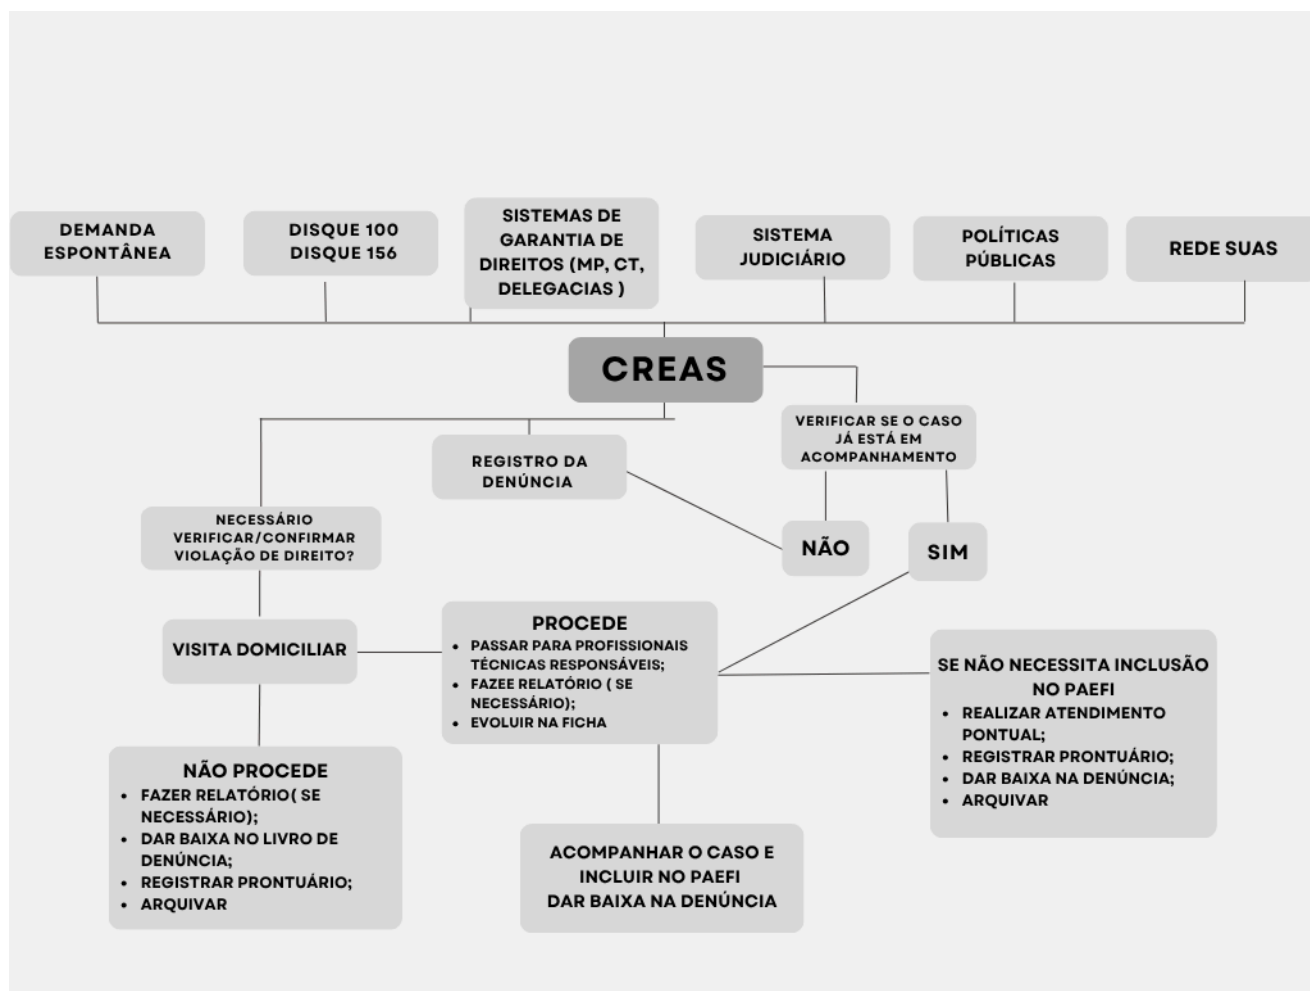 DEMANDA
ESPONTÂNEA
DISQUE 100
DISQUE 156
SISTEMAS DE
GARANTIA DE
DIREITOS (MP, CT,
DELEGACIAS )
SISTEMA
JUDICIÁRIO
POLÍTICAS
PÚBLICAS
REDE SUAS
CREAS
VERIFICAR SE O CASO
JÁ ESTÁ EM
ACOMPANHAMENTO
REGISTRO DA
DENÚNCIA
NECESSÁRIO
VERIFICAR/CONFIRMAR
VIOLAÇÃO DE DIREITO?
NÃO
SIM
VISITA DOMICILIAR
PROCEDE
• PASSAR PARA PROFISSIONAIS
TÉCNICAS RESPONSÁVEIS;
• FAZEE RELATÓRIO ( SE
NECESSÁRIO);
• EVOLUIR NA FICHA
SE NÃO NECESSITA INCLUSÃO
NO PAEFI
• REALIZAR ATENDIMENTO
PONTUAL;
• REGISTRAR PRONTUÁRIO;
• DAR BAIXA NA DENÚNCIA;
• ARQUIVAR
NÃO PROCEDE
• FAZER RELATÓRIO( SE
NECESSÁRIO);
• DAR BAIXA NO LIVRO DE
DENÚNCIA;
• REGISTRAR PRONTUÁRIO;
• ARQUIVAR
ACOMPANHAR O CASO E
INCLUIR NO PAEFI
DAR BAIXA NA DENÚNCIA